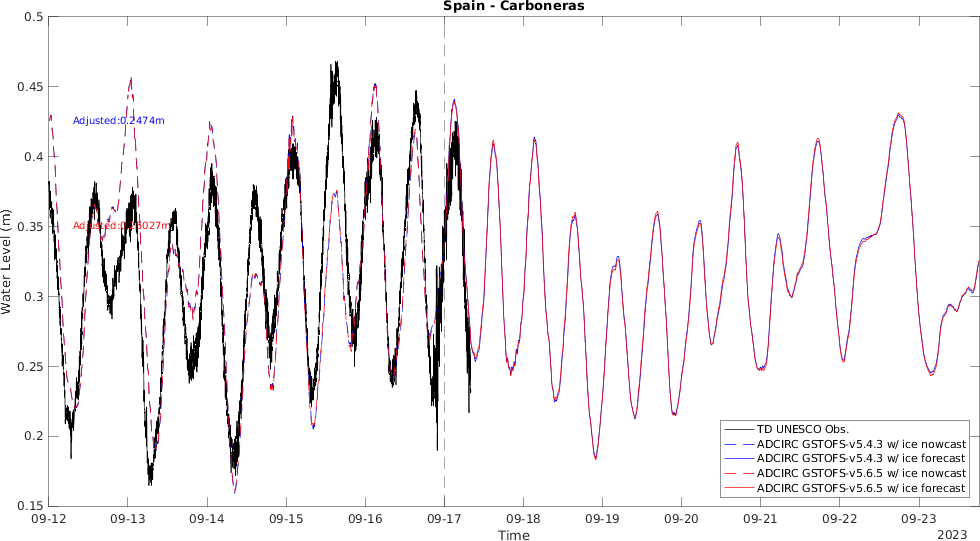 Spain - Carboneras
0.5
0.45
0.4
0.35
0.3
0.25
0.2
0.15
Water Level (m)
Adjusted:0.2474m
09-12
09-13
09-14
09-15
09-16
09-17
09-18
09-19
09-20
09-21
09-22
09-23
Time
2023
TD UNESCO Obs.
ADCIRC GSTOFS-v5.4.3 w/ ice nowcast
ADCIRC GSTOFS-v5.4.3 w/ ice forecast
ADCIRC GSTOFS-v5.6.5 w/ ice nowcast
ADCIRC GSTOFS-v5.6.5 w/ ice forecast